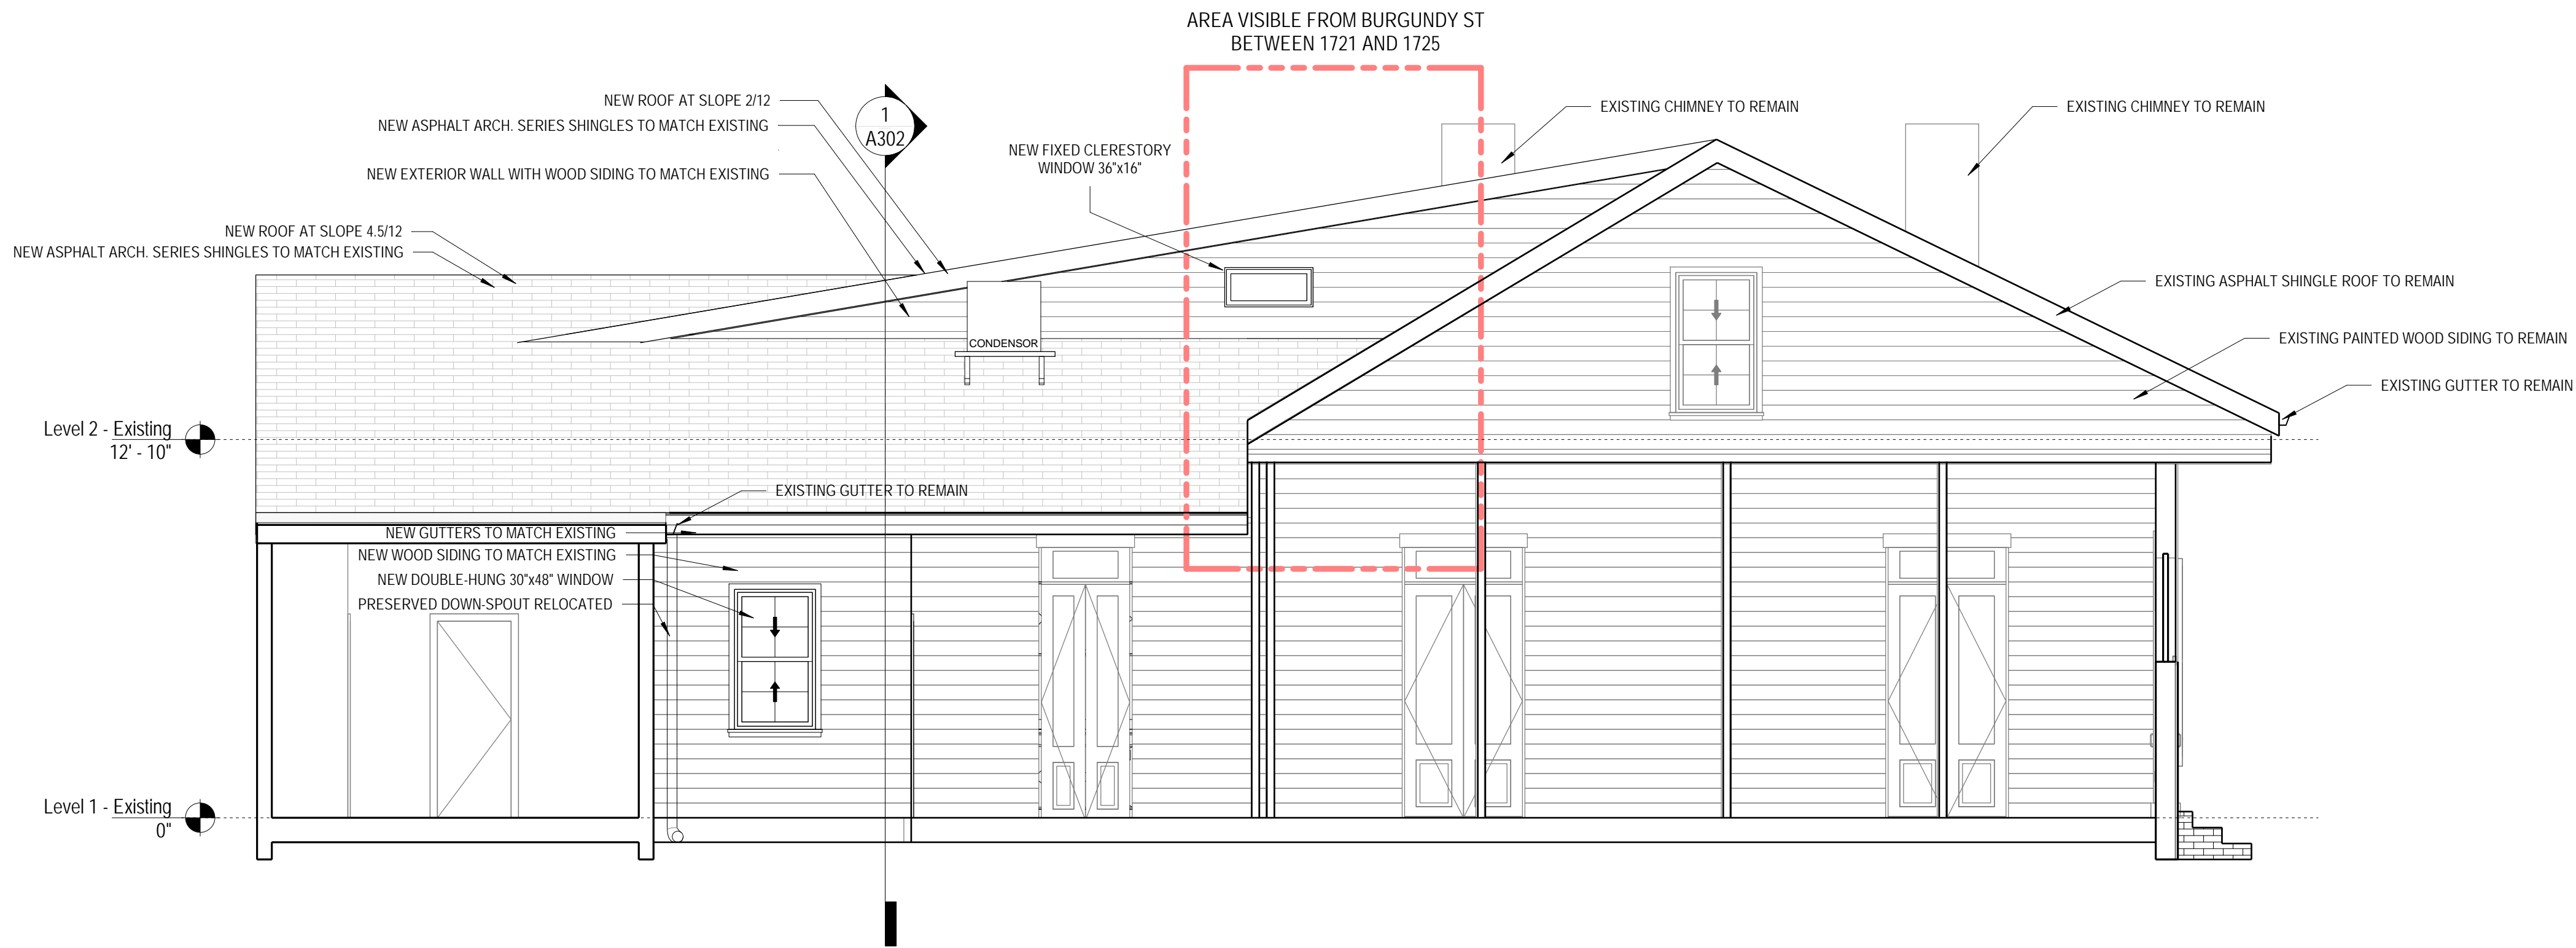 AREA VISIBLE FROM BURGUNDY ST
BETWEEN 1721 AND 1725
NEW ROOF AT SLOPE 2/12
NEW ASPHALT ARCH. SERIES SHINGLES TO MATCH EXISTING
NEW EXTERIOR WALL WITH WOOD SIDING TO MATCH EXISTING
1
A302
NEW FIXED CLERESTORY
WINDOW 36"x16"
EXISTING CHIMNEY TO REMAIN
EXISTING CHIMNEY TO REMAIN
NEW ROOF AT SLOPE 4.5/12
NEW ASPHALT ARCH. SERIES SHINGLES TO MATCH EXISTING
EXISTING ASPHALT SHINGLE ROOF TO REMAIN
CONDENSOR
EXISTING PAINTED WOOD SIDING TO REMAIN
EXISTING GUTTER TO REMAIN
Level 2 - Existing
12' - 10"
EXISTING GUTTER TO REMAIN
NEW GUTTERS TO MATCH EXISTING
NEW WOOD SIDING TO MATCH EXISTING
NEW DOUBLE-HUNG 30"x48" WINDOW
PRESERVED DOWN-SPOUT RELOCATED
Level 1 - Existing
0"